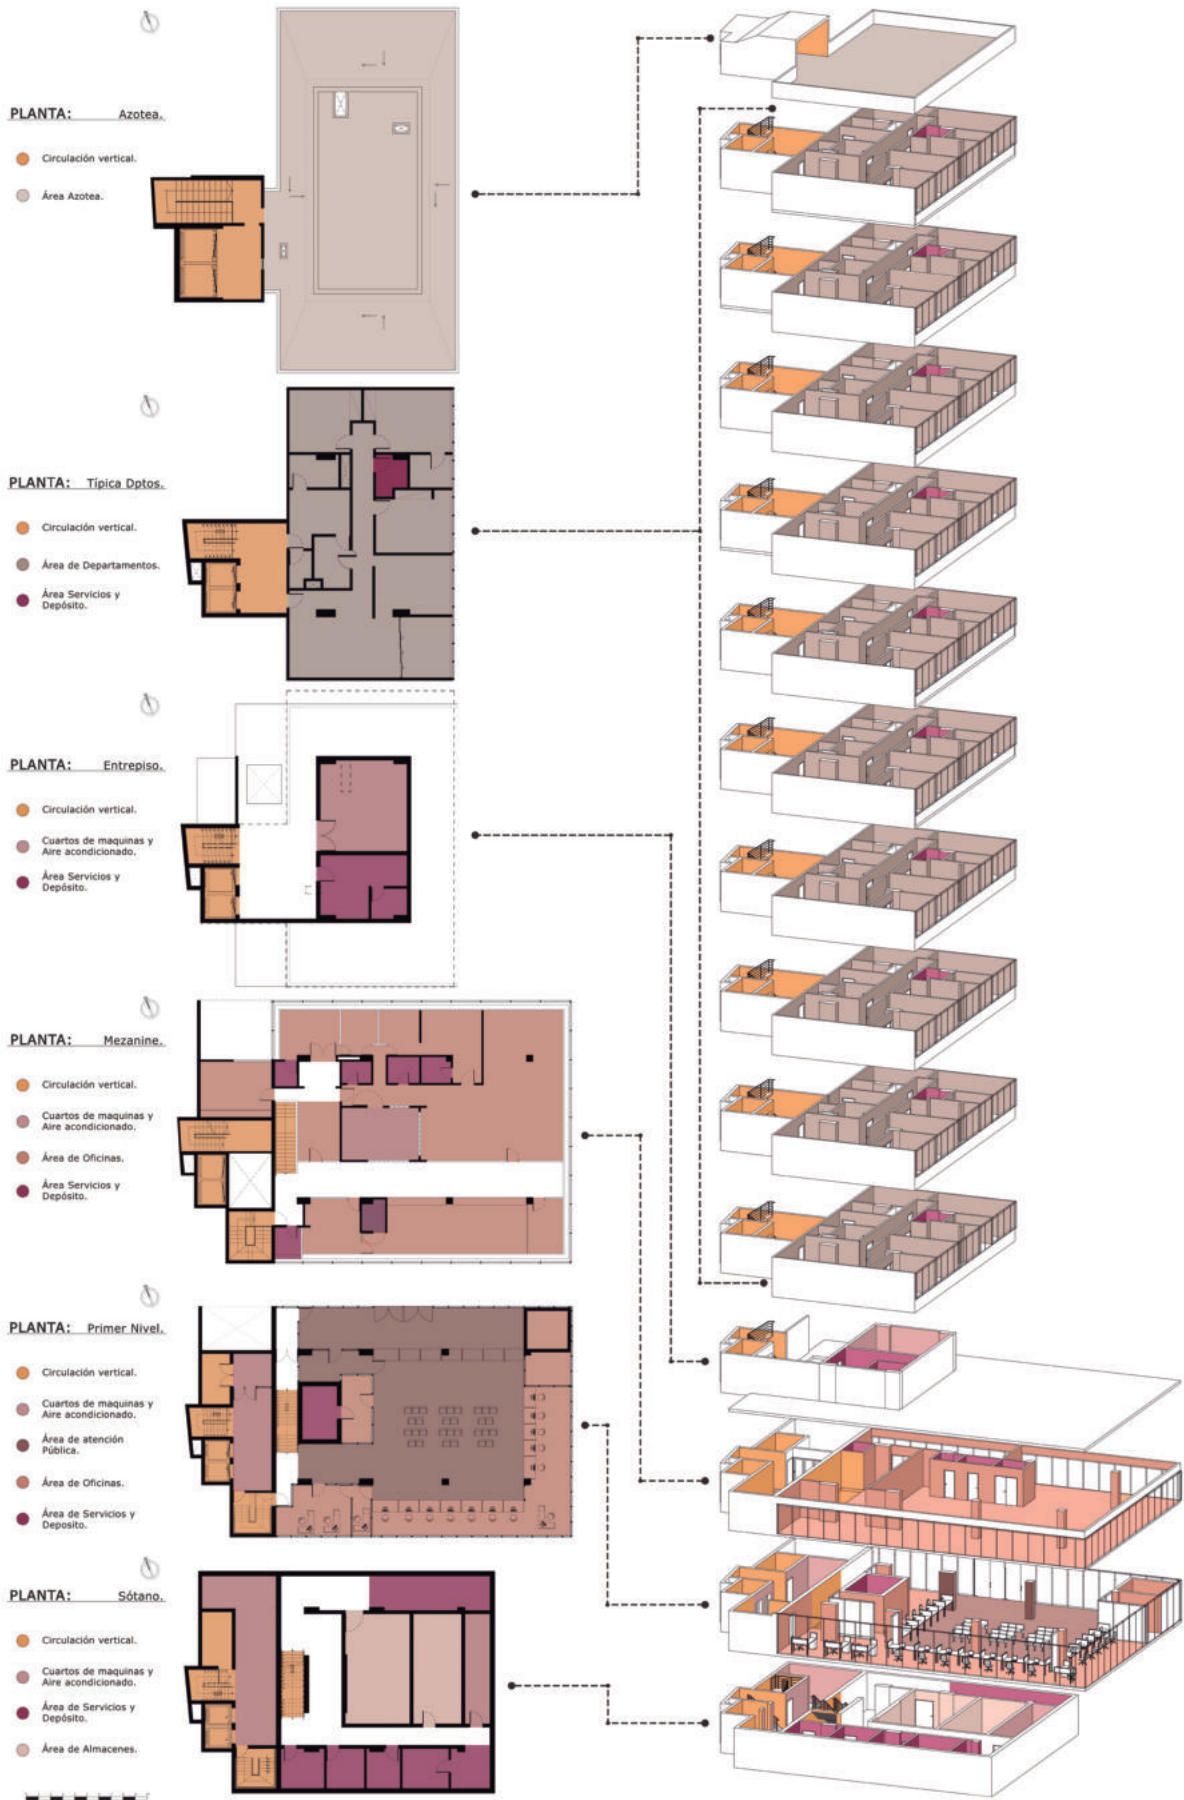 PLANTA: Azotea.
Circulación vertical.
Área Azotea.
PLANTA: Típica Dptos.
Circulación vertical.
Área de Departamentos.
Área Servicios y
Depósito.
PLANTA: Entrepiso.
Circulación vertical.
Cuartos de maquinas y
Aire acondicionado.
Área Servicios y
Depósito.
PLANTA: Mezanine.
Circulación vertical.
Cuartos de maquinas y
Aire acondicionado.
Área de Oficinas.
Área Servicios y
Depósito.
PLANTA: Primer Nivel.
Circulación vertical.
Cuartos de maquinas y
Aire acondicionado.
Área de atención
Pública.
Área de Oficinas.
Área de Servicios y
Deposito.
PLANTA: Sótano.
Circulación vertical.
Cuartos de maquinas y
Aire acondicionado.
Área de Servicios y
Depósito.
Área de Almacenes.